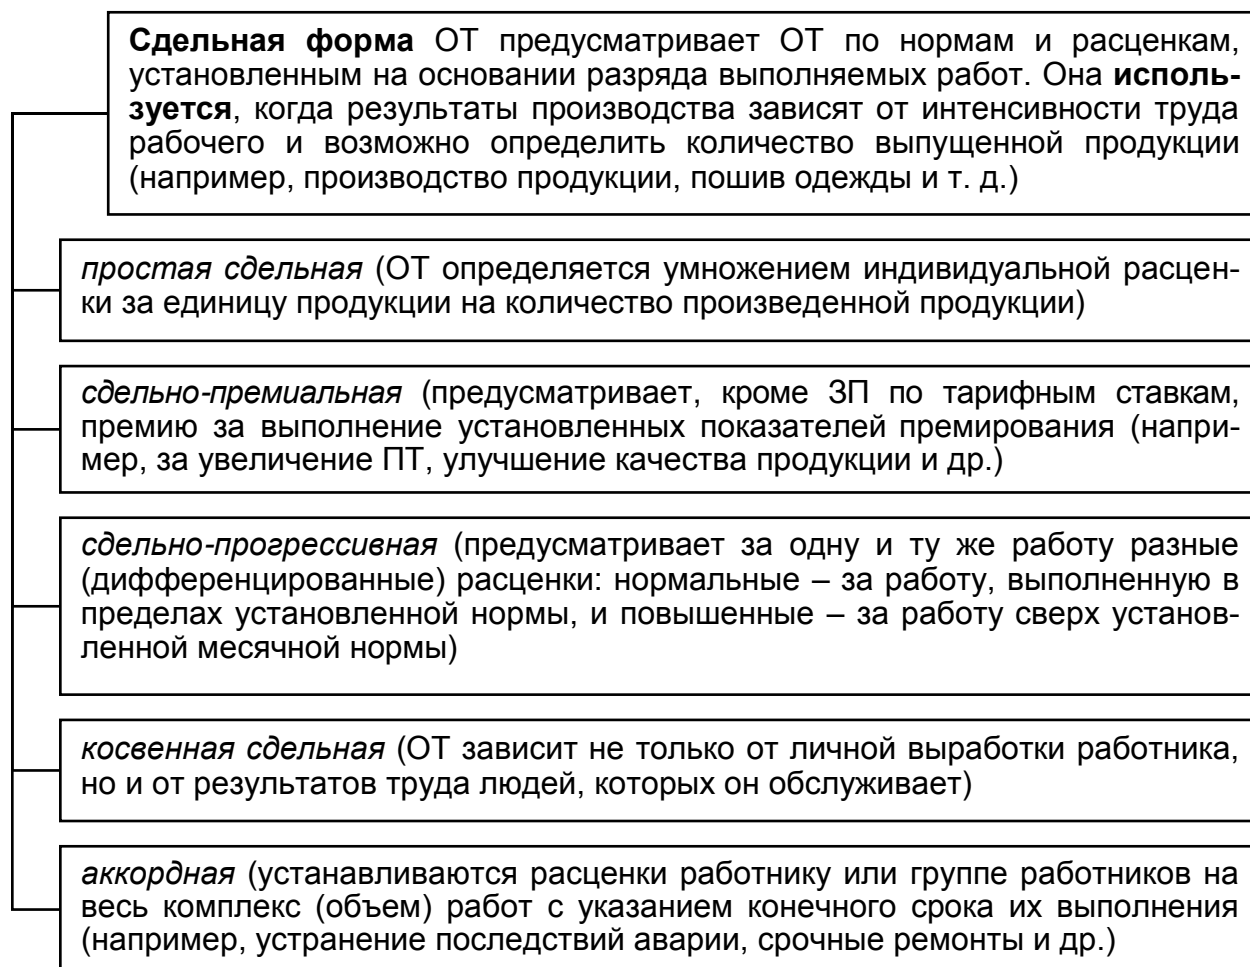 Сдельная форма ОТ предусматривает ОТ по нормам и расценкам,
установленным на основании разряда выполняемых работ. Она исполь-
зуется, когда результаты производства зависят от интенсивности труда
рабочего и возможно определить количество выпущенной продукции
(например, производство продукции, пошив одежды и т. д.)
простая сдельная (ОТ определяется умножением индивидуальной расцен-
ки за единицу продукции на количество произведенной продукции)
сдельно-премиальная (предусматривает, кроме ЗП по тарифным ставкам,
премию за выполнение установленных показателей премирования (напри-
мер, за увеличение ПТ, улучшение качества продукции и др.)
сдельно-прогрессивная (предусматривает за одну и ту же работу разные
(дифференцированные) расценки: нормальные – за работу, выполненную в
пределах установленной нормы, и повышенные – за работу сверх установ-
ленной месячной нормы)
косвенная сдельная (ОТ зависит не только от личной выработки работника,
но и от результатов труда людей, которых он обслуживает)
аккордная (устанавливаются расценки работнику или группе работников на
весь комплекс (объем) работ с указанием конечного срока их выполнения
(например, устранение последствий аварии, срочные ремонты и др.)